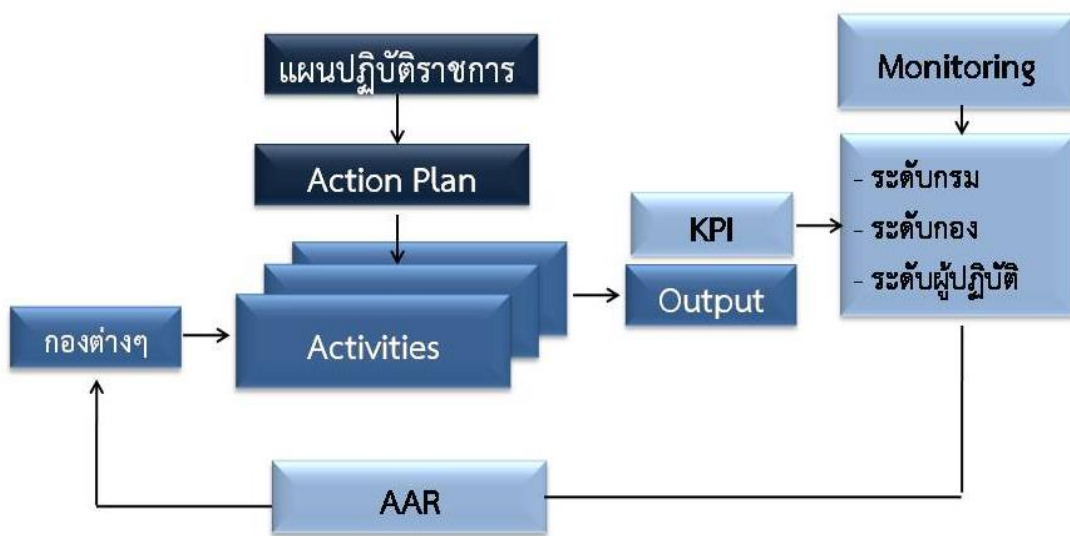 แผนปฏิบัติราชการ
Monitoring
Action Plan
- ระดับกรม
- ระดับกอง
- ระดับผู้ปฏิบัติ
KPI
Output
กองต่างๆ
Activities
AAR